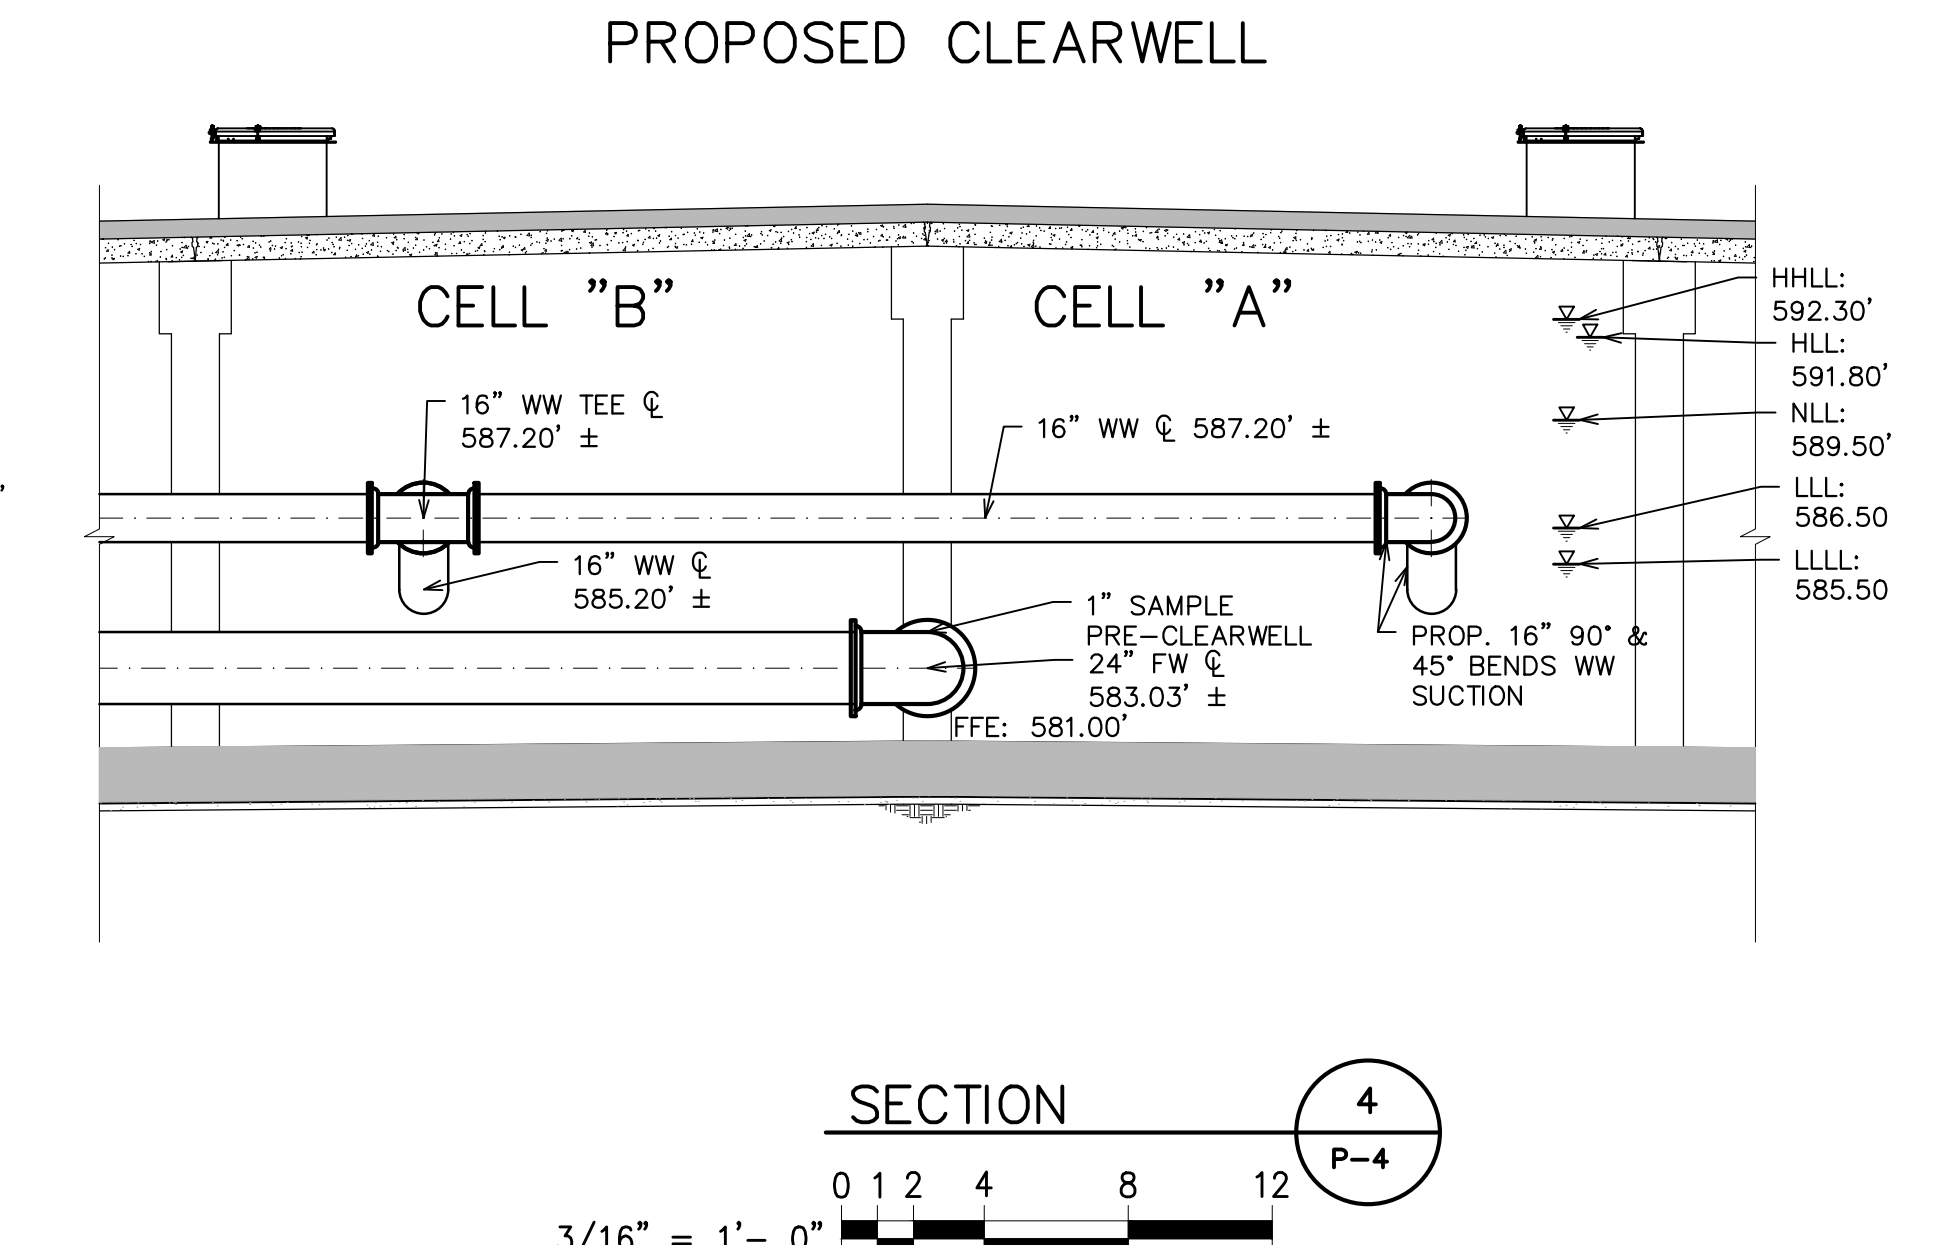 PROPOSED CLEARWELL
CELL "B"
CELL "A"
HHLL:
592.30'
HLL:
591.80'
NLL:
589.50'
LLL:
586.50
LLLL:
585.50
16" WW TEE ℄
587.20' ±
16" WW ℄ 587.20' ±
'
16" WW ℄
585.20' ±
1" SAMPLE
PRE-CLEARWELL
24" FW ℄
583.03' ±
PROP. 16" 90° &
45° BENDS WW
SUCTION
FFE: 581.00'
SECTION
4
P-4
0 1 2 4 8 12
3/16" = 1'- 0"